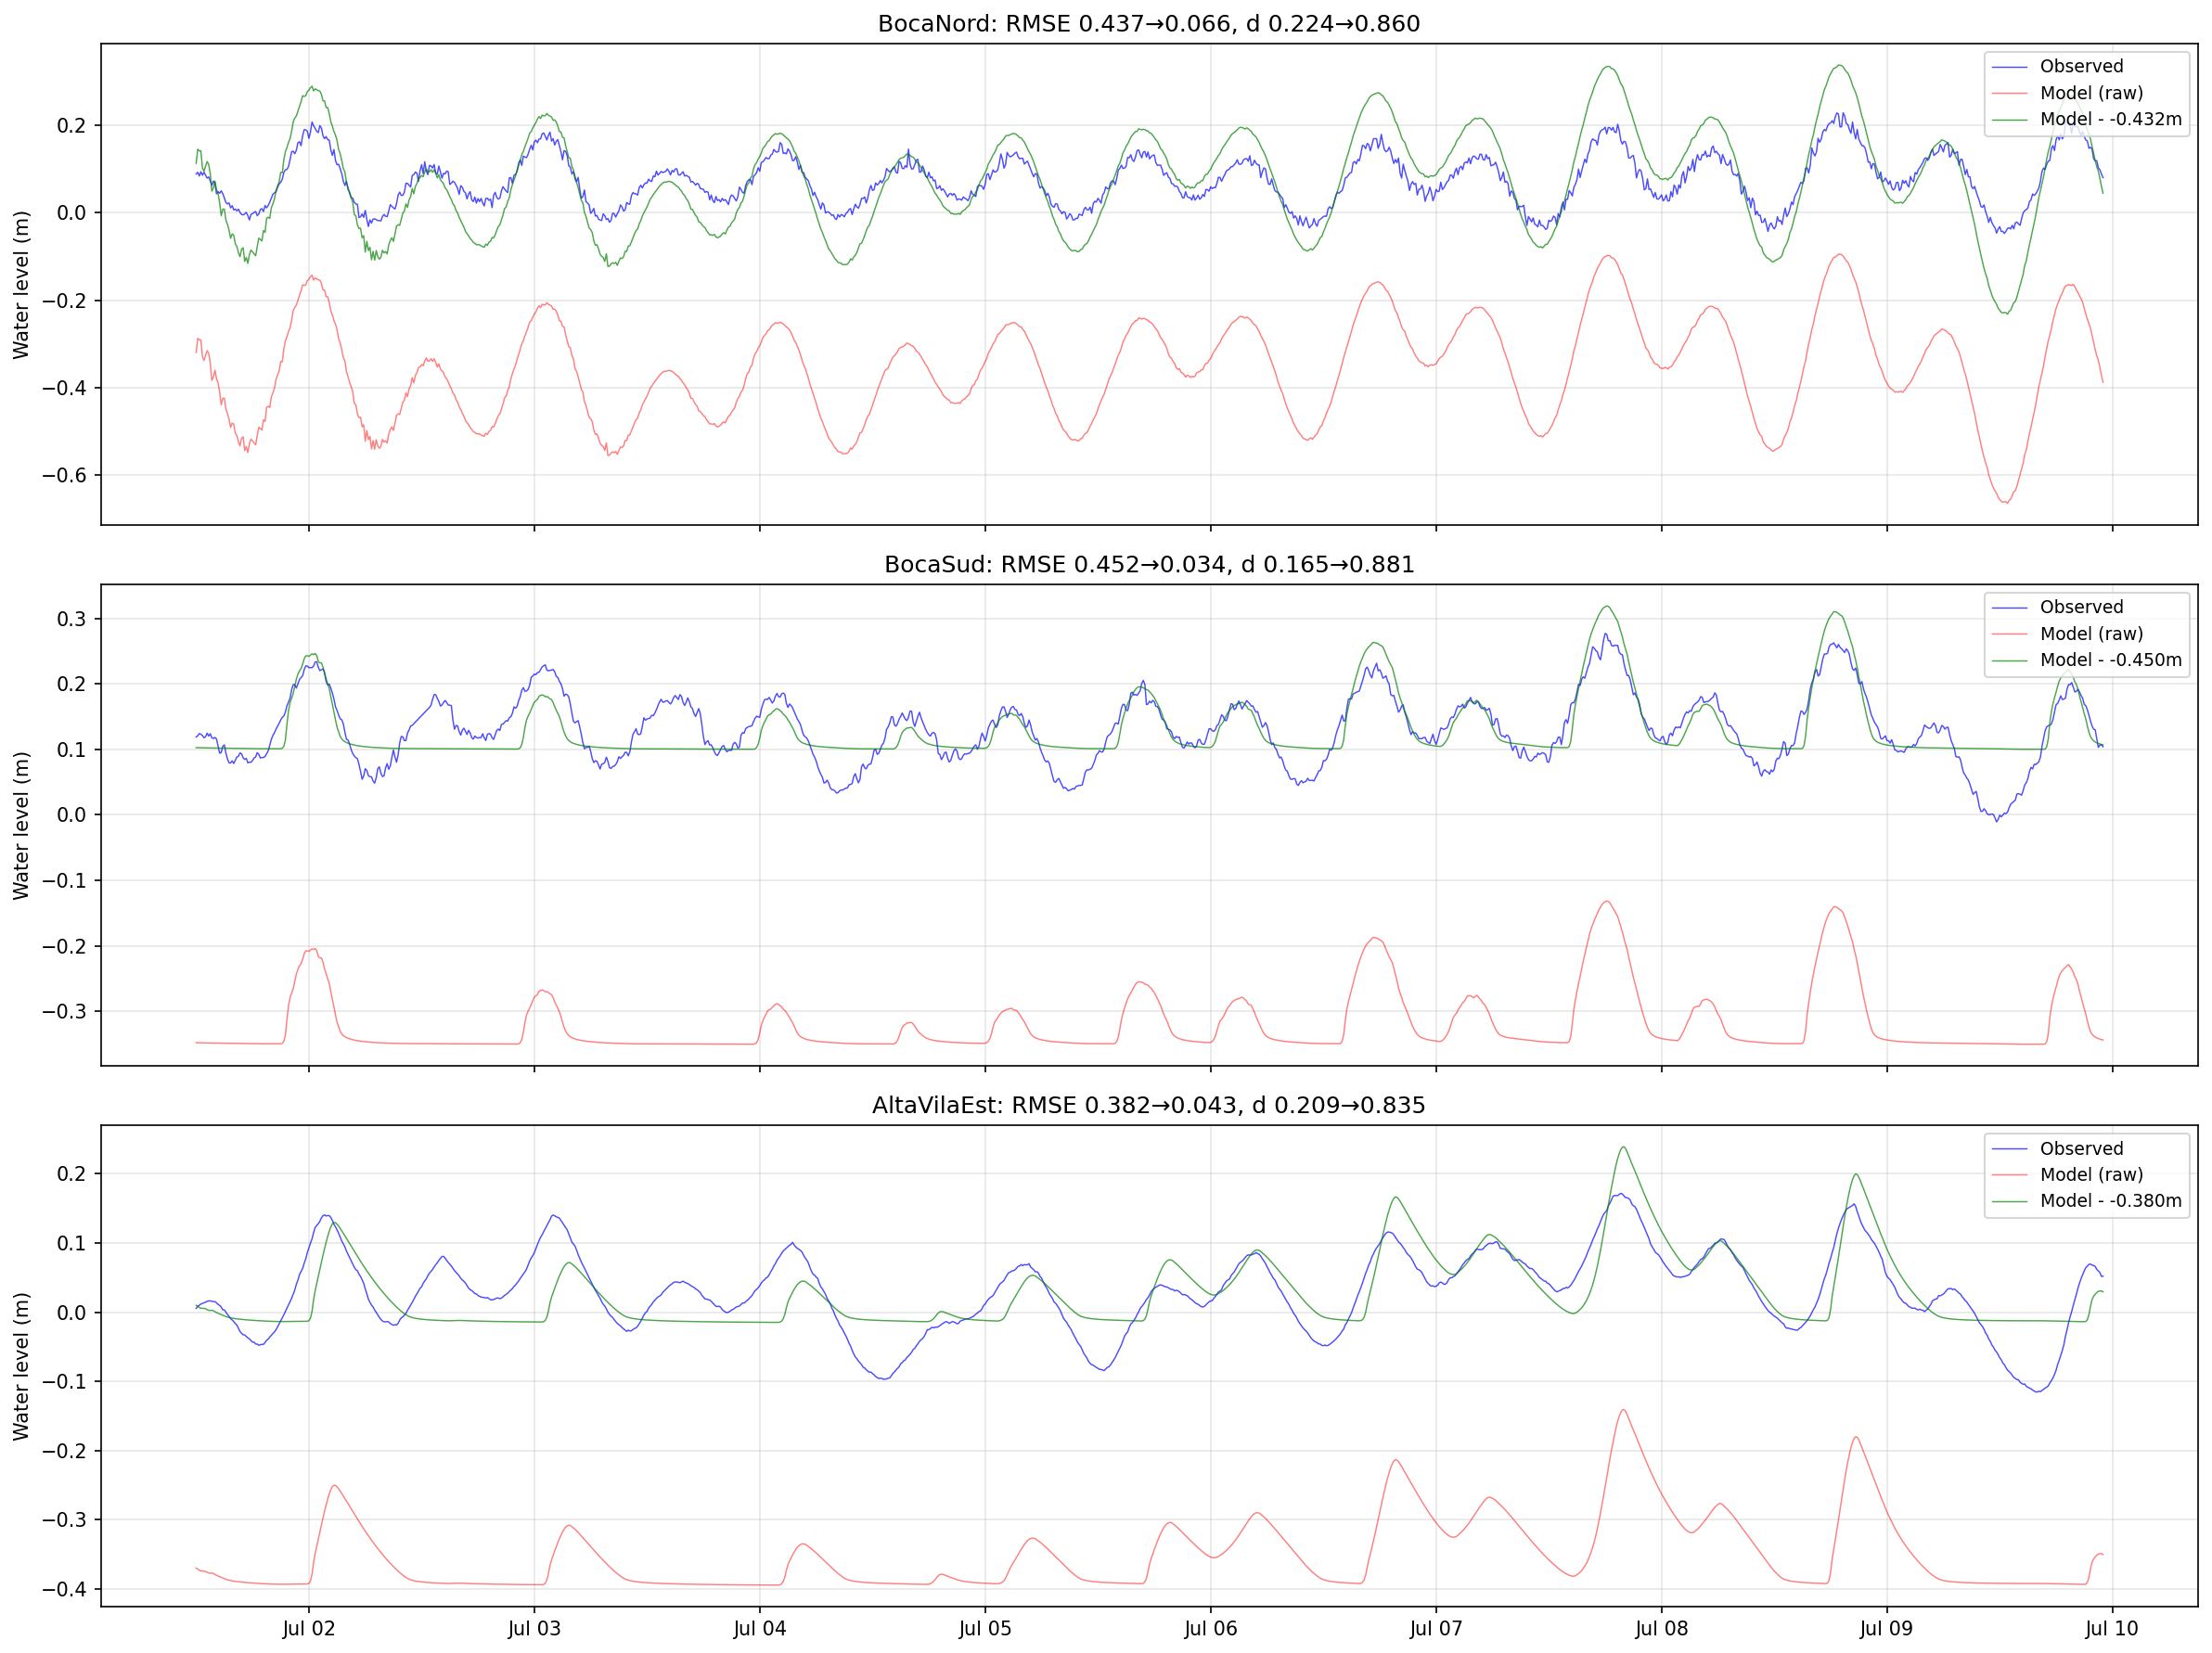 BocaNord: RMSE 0.437→0.066, d 0.224→0.860
Water level (m)
0.2
0.0
−0.2
−0.4
−0.6
Observed
Model (raw)
Model - -0.432m
BocaSud: RMSE 0.452→0.034, d 0.165→0.881
Water level (m)
0.3
0.2
0.1
0.0
−0.1
−0.2
−0.3
Observed
Model (raw)
Model - -0.450m
AltaVilaEst: RMSE 0.382→0.043, d 0.209→0.835
Water level (m)
0.2
0.1
0.0
−0.1
−0.2
−0.3
−0.4
Observed
Model (raw)
Model - -0.380m
Jul 02 Jul 03 Jul 04 Jul 05 Jul 06 Jul 07 Jul 08 Jul 09 Jul 10